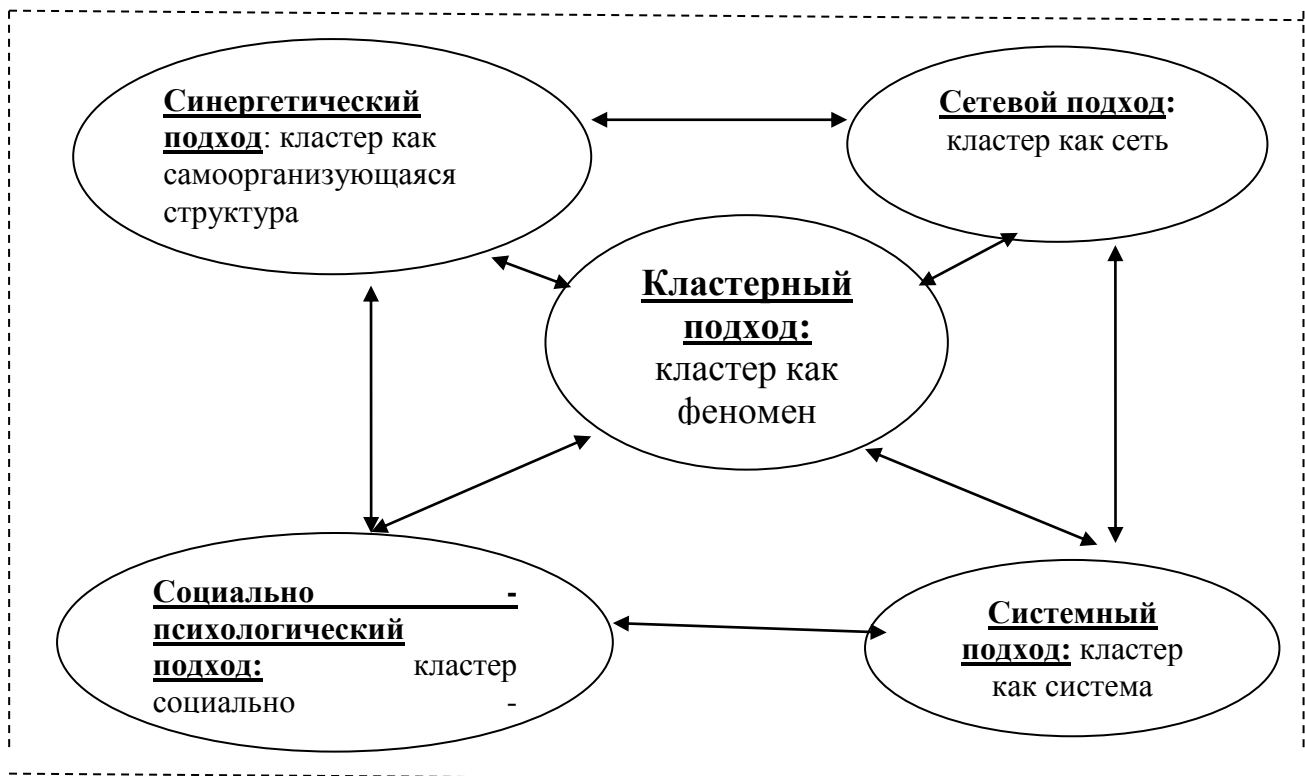 Синергетический
подход: кластер как
самоорганизующаяся
структура
Сетевой подход:
кластер как сеть
Кластерный
подход:
кластер как
феномен
Социально -
психологический
подход: кластер
социально -
Системный
подход: кластер
как система